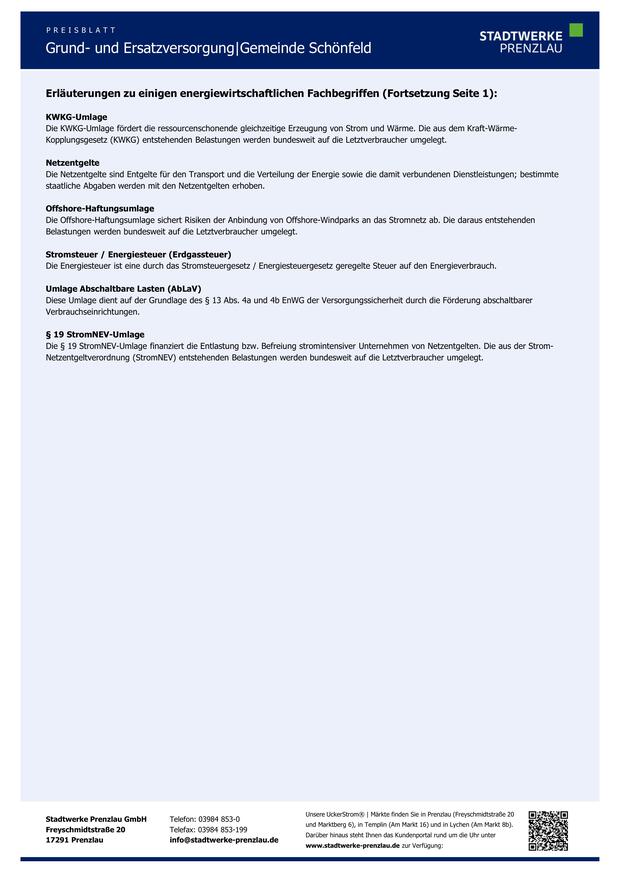 PREISBLATT
Grund- und Ersatzversorgung|Gemeinde Schönfeld
STADTWERKE
PRENZLAU
Erläuterungen zu einigen energiewirtschaftlichen Fachbegriffen (Fortsetzung Seite 1):
KWKG-Umlage
Die KWKG-Umlage fördert die ressourcenschonende gleichzeitige Erzeugung von Strom und Wärme. Die aus dem Kraft-Wärme-
Kopplungsgesetz (KWKG) entstehenden Belastungen werden bundesweit auf die Letztverbraucher umgelegt.
Netzentgelte
Die Netzentgelte sind Entgelte für den Transport und die Verteilung der Energie sowie die damit verbundenen Dienstleistungen; bestimmte
staatliche Abgaben werden mit den Netzentgelten erhoben.
Offshore-Haftungsumlage
Die Offshore-Haftungsumlage sichert Risiken der Anbindung von Offshore-Windparks an das Stromnetz ab. Die daraus entstehenden
Belastungen werden bundesweit auf die Letztverbraucher umgelegt.
Stromsteuer / Energiesteuer (Erdgassteuer)
Die Energiesteuer ist eine durch das Stromsteuergesetz / Energiesteuergesetz geregelte Steuer auf den Energieverbrauch.
Umlage Abschaltbare Lasten (AbLaV)
Diese Umlage dient auf der Grundlage des § 13 Abs. 4a und 4b EnWG der Versorgungssicherheit durch die Förderung abschaltbarer
Verbrauchseinrichtungen.
§ 19 StromNEV-Umlage
Die § 19 StromNEV-Umlage finanziert die Entlastung bzw. Befreiung stromintensiver Unternehmen von Netzentgelten. Die aus der Strom-
Netzentgeltverordnung (StromNEV) entstehenden Belastungen werden bundesweit auf die Letztverbraucher umgelegt.
Stadtwerke Prenzlau GmbH
Freyschmidtstraße 20
17291 Prenzlau
Telefon: 03984 853-0
Telefax: 03984 853-199
info@stadtwerke-prenzlau.de
Unsere UckerStrom® | Märkte finden Sie in Prenzlau (Freyschmidtstraße 20
und Marktberg 6), in Templin (Am Markt 16) und in Lychen (Am Markt 8b).
Darüber hinaus steht Ihnen das Kundenportal rund um die Uhr unter
www.stadtwerke-prenzlau.de zur Verfügung: